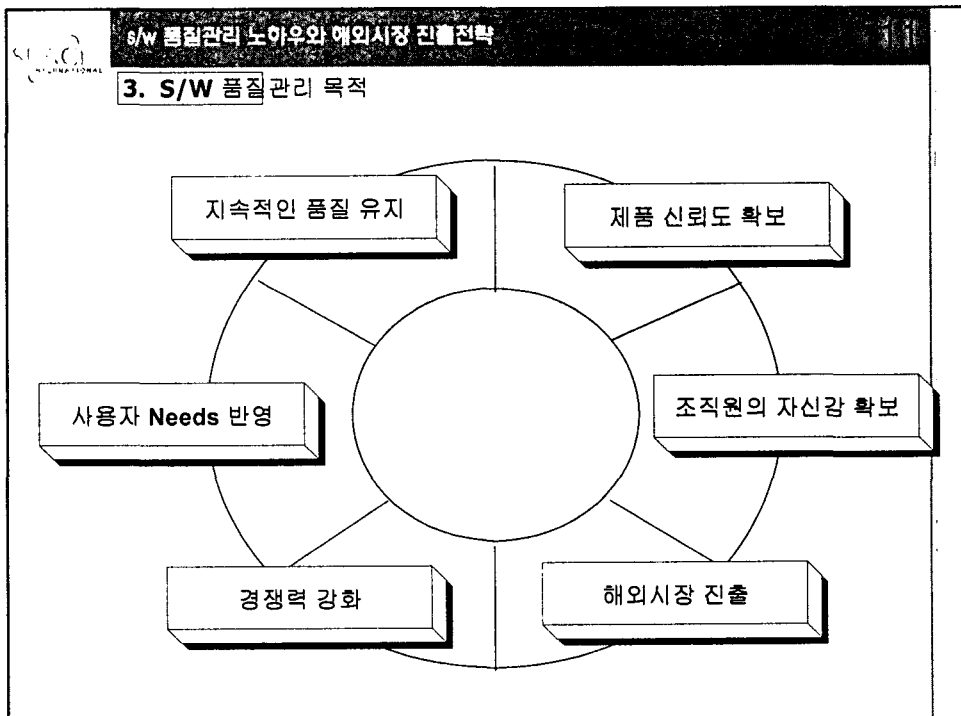 s/w 품질관리 노하우와 해외시장 진출전략
11
INTERNATIONAL
3. S/W 품질관리 목적
지속적인 품질 유지
제품 신뢰도 확보
사용자 Needs 반영
조직원의 자신감 확보
경쟁력 강화
해외시장 진출